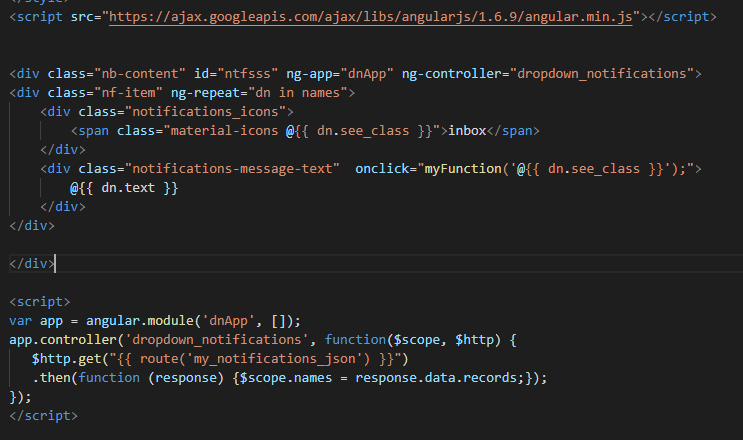 </style>
<script src="https://ajax.googleapis.com/ajax/libs/angularjs/1.6.9/angular.min.js"></script>
<div class="nb-content" id="ntfsss" ng-app="dnApp" ng-controller="dropdown_notifications">
<div class="nf-item" ng-repeat="dn in names">
<div class="notifications_icons">
<span class="material-icons @{{ dn.see_class }}">inbox</span>
</div>
<div class="notifications-message-text"  onclick="myFunction('@{{ dn.see_class }}');">
@{{ dn.text }}
</div>
</div>
</div>
<script>
var app = angular.module('dnApp', []);
app.controller('dropdown_notifications', function($scope, $http) {
$http.get("{{ route('my_notifications_json') }}")
.then(function (response) {$scope.names = response.data.records;});
});
</script>